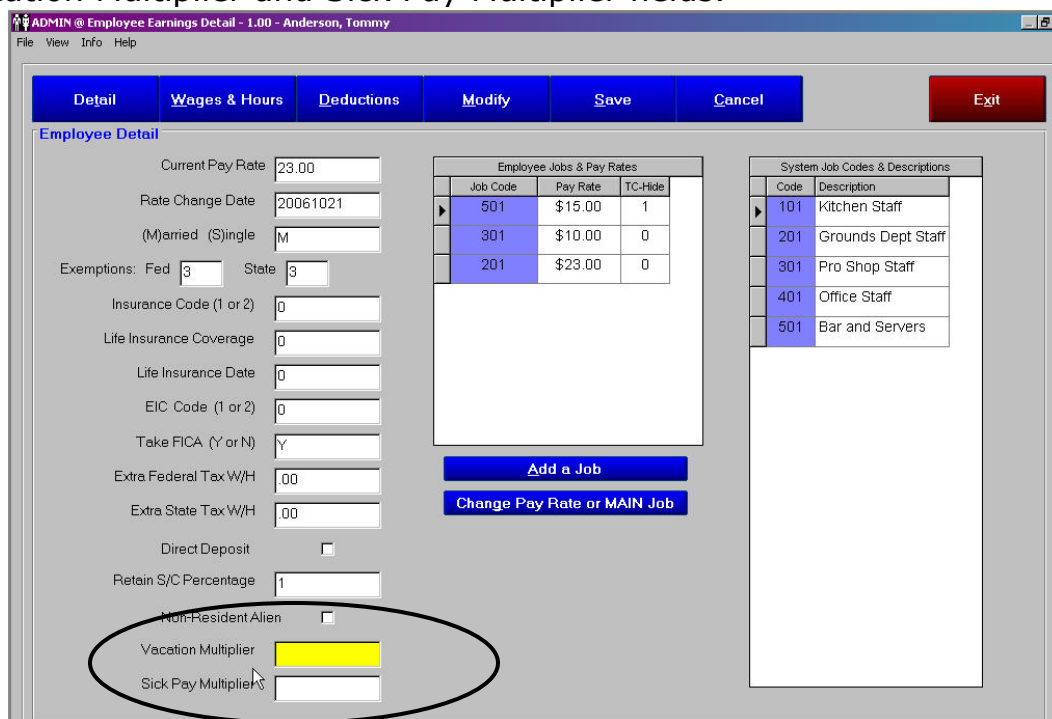 ation Multiplier and Sick Pay Multiplier fields.
ADMIN @ Employee Earnings Detail - 1.00 - Anderson, Tommy
File View Info Help
Detail Wages & Hours Deductions Modify Save Cancel Exit
Employee Detail
Current Pay Rate 23.00
Rate Change Date 20061021
(M)arried (S)ingle M
Exemptions: Fed 3 State 3
Insurance Code (1 or 2) 0
Life Insurance Coverage 0
Life Insurance Date 0
EIC Code (1 or 2) 0
Take FICA (Y or N) Y
Extra Federal Tax W/H .00
Extra State Tax W/H .00
Direct Deposit
Retain S/C Percentage 1
Non-Resident Alien
Vacation Multiplier
Sick Pay Multiplier
Employee Jobs & Pay Rates
Job Code Pay Rate TC-Hide
501 $15.00 1
301 $10.00 0
201 $23.00 0
Add a Job
Change Pay Rate or MAIN Job
System Job Codes & Descriptions
Code Description
101 Kitchen Staff
201 Grounds Dept Staff
301 Pro Shop Staff
401 Office Staff
501 Bar and Servers